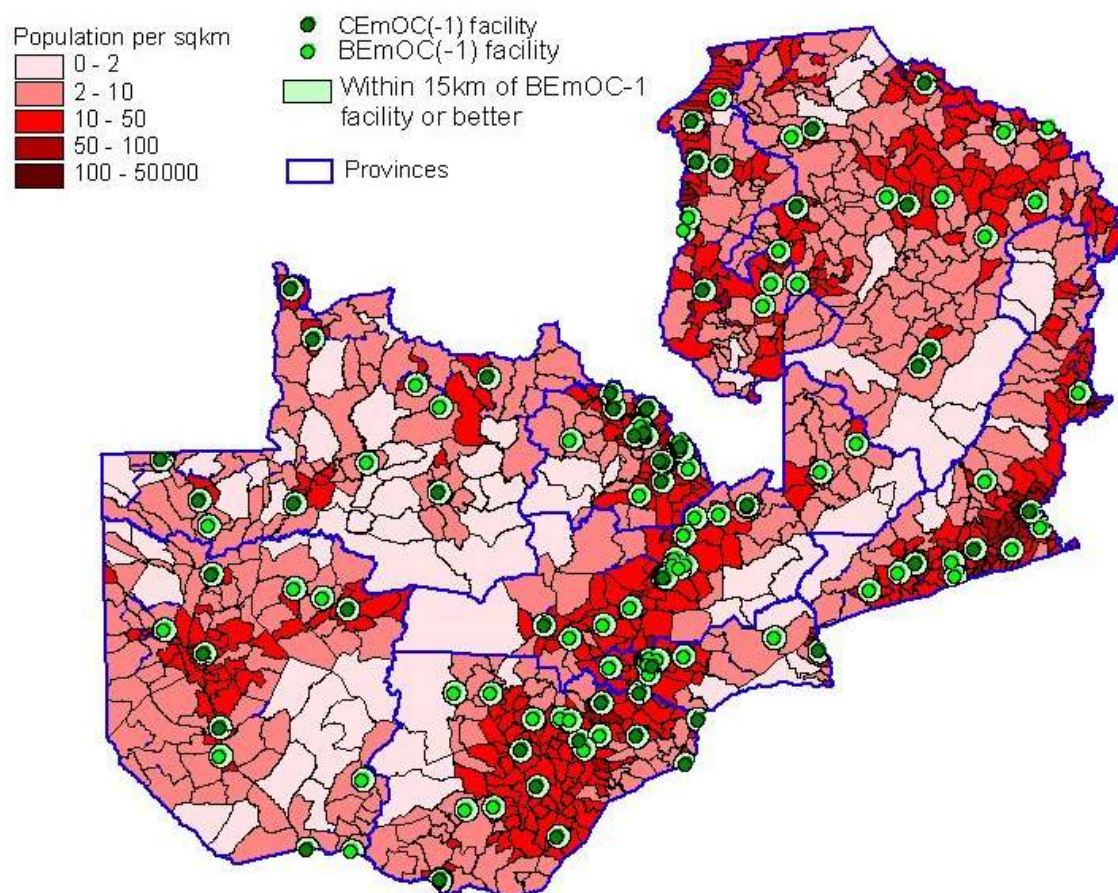 Population per sqkm
0 - 2
2 - 10
10 - 50
50 - 100
100 - 50000
CEmOC(-1) facility
BEmOC(-1) facility
Within 15km of BEmOC-1
facility or better
Provinces